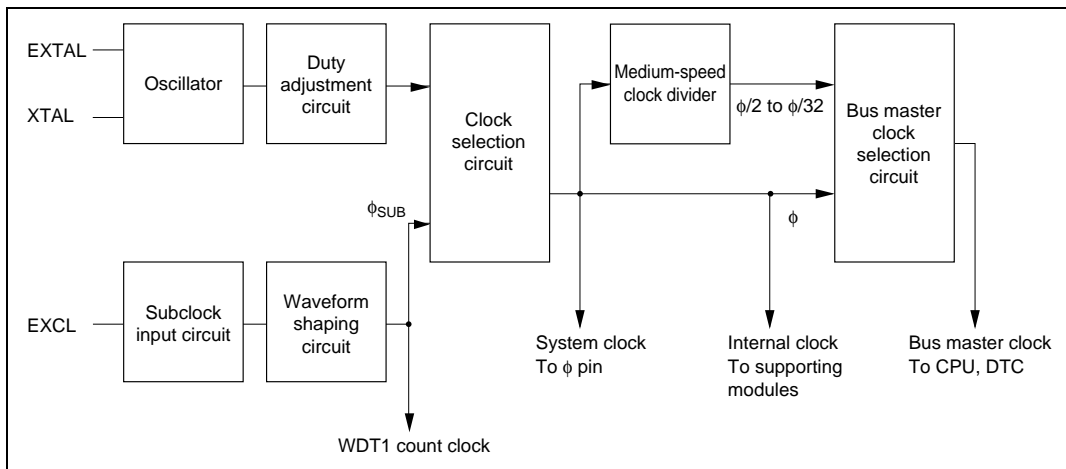 EXTAL
XTAL
Oscillator
Duty
adjustment
circuit
Clock
selection
circuit
Medium-speed
clock divider
ϕ/2 to ϕ/32
Bus master
clock
selection
circuit
ϕSUB
ϕ
EXCL
Subclock
input circuit
Waveform
shaping
circuit
System clock
To ϕ pin
Internal clock
To supporting
modules
Bus master clock
To CPU, DTC
WDT1 count clock